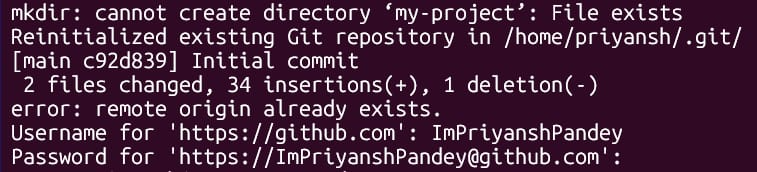 mkdir: cannot create directory ‘my-project’: File exists
Reinitialized existing Git repository in /home/priyansh/.git/
[main c92d839] Initial commit
 2 files changed, 34 insertions(+), 1 deletion(-)
error: remote origin already exists.
Username for 'https://github.com': ImPriyanshPandey
Password for 'https://ImPriyanshPandey@github.com':